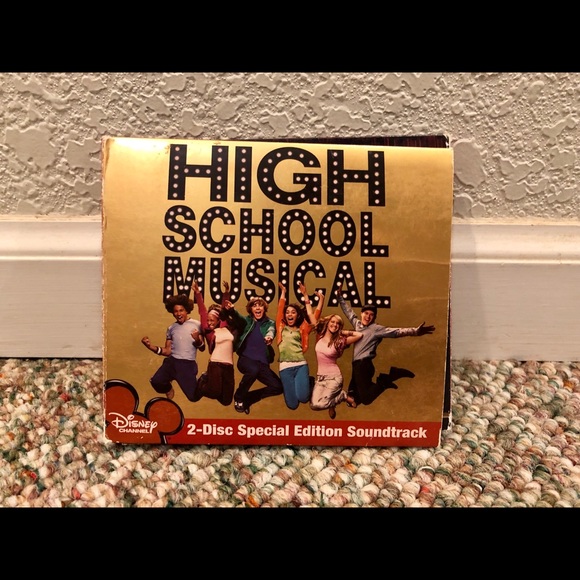 HIGH
SCHOOL
MUSICAL
Disney
CHANNEL
2-Disc Special Edition Soundtrack